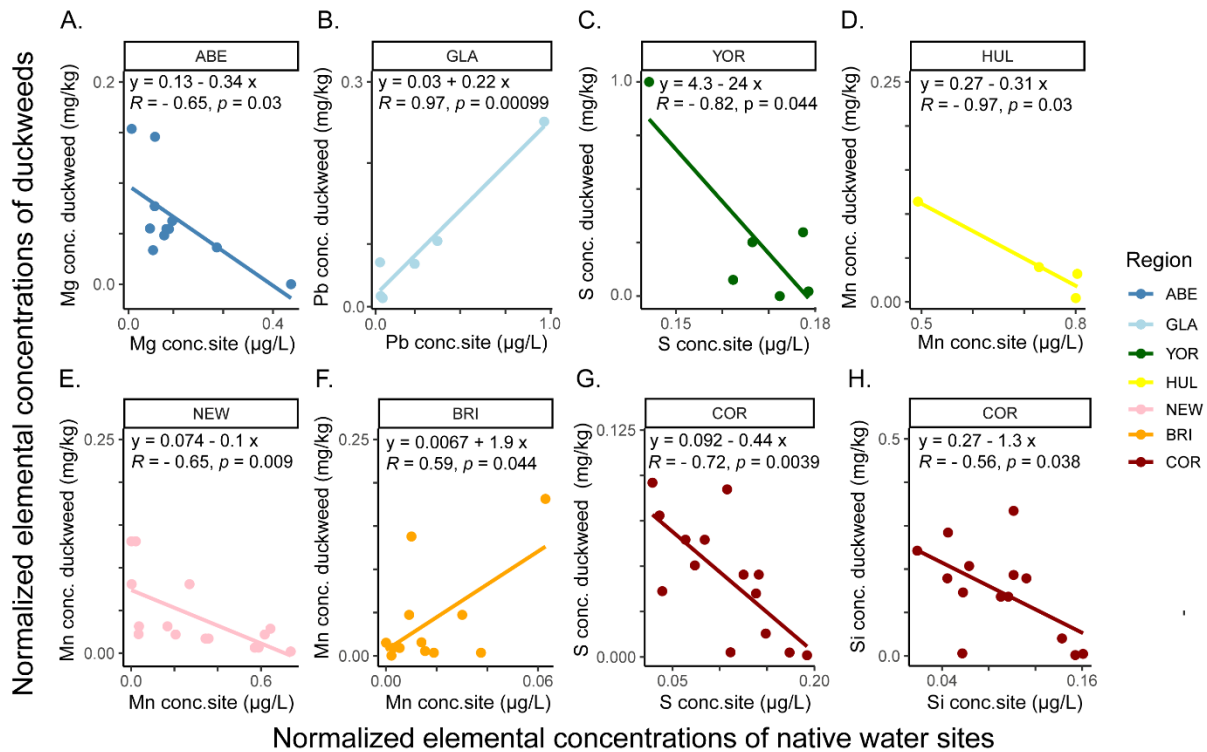 Normalized elemental concentrations of duckweeds
A.
ABE
y = 0.13 - 0.34 x
R = - 0.65, p = 0.03
Mg conc. duckweed (mg/kg)
0.2
0.0
0.0
0.4
Mg conc.site (µg/L)
B.
GLA
y = 0.03 + 0.22 x
R = 0.97, p = 0.00099
Pb conc. duckweed (mg/kg)
0.3
0.0
0.0
1.0
Pb conc.site (µg/L)
C.
YOR
y = 4.3 - 24 x
R = - 0.82, p = 0.044
S conc. duckweed (mg/kg)
1.0
0.0
0.15
0.18
S conc.site (µg/L)
D.
HUL
y = 0.27 - 0.31 x
R = - 0.97, p = 0.03
Mn conc. duckweed (mg/kg)
0.25
0.00
0.5
0.8
Mn conc.site (µg/L)
E.
NEW
y = 0.074 - 0.1 x
R = - 0.65, p = 0.009
Mn conc. duckweed (mg/kg)
0.25
0.00
0.0
0.6
Mn conc.site (µg/L)
F.
BRI
y = 0.0067 + 1.9 x
R = 0.59, p = 0.044
Mn conc. duckweed (mg/kg)
0.25
0.00
0.00
0.06
Mn conc.site (µg/L)
G.
COR
y = 0.092 - 0.44 x
R = - 0.72, p = 0.0039
S conc. duckweed (mg/kg)
0.125
0.000
0.05
0.20
S conc.site (µg/L)
H.
COR
y = 0.27 - 1.3 x
R = - 0.56, p = 0.038
Si conc. duckweed (mg/kg)
0.5
0.0
0.04
0.16
Si conc.site (µg/L)
Region
ABE
GLA
YOR
HUL
NEW
BRI
COR
Normalized elemental concentrations of native water sites